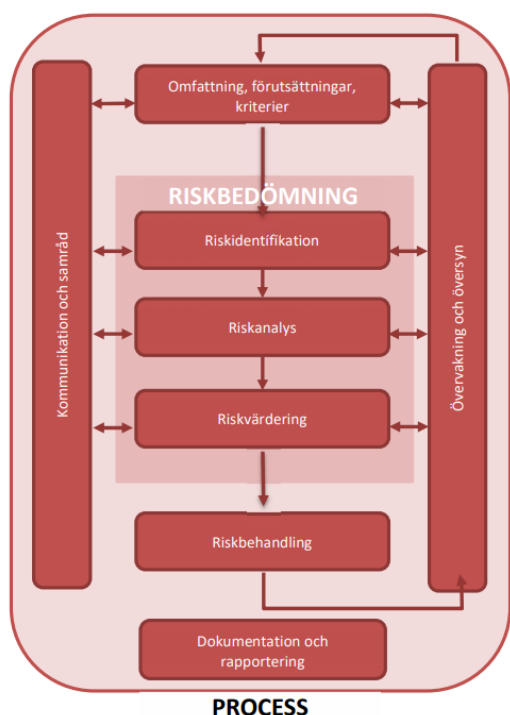 Omfattning, förutsättningar,
kriterier
RISKBEDÖMNING
Riskidentifikation
Kommunikation och samråd
Övervakning och översyn
Riskanalys
Riskvärdering
Riskbehandling
Dokumentation och
rapportering
PROCESS